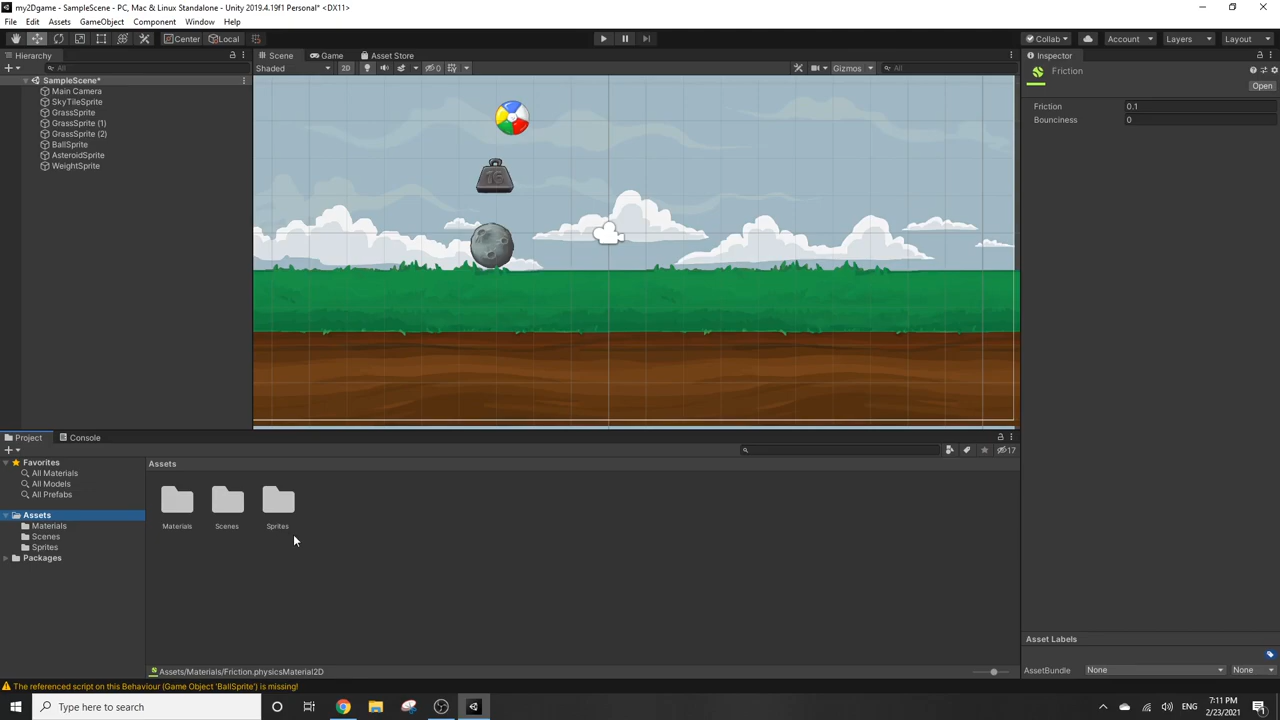 my2Dgame - SampleScene - PC, Mac & Linux Standalone - Unity 2019.4.19f1 Personal* <DX11>
File Edit Assets GameObject Component Window Help
Center Local Collab Account Layers Layout
Hierarchy Scene Game Asset Store Inspector
All Shaded 2D 0 Gizmos All Friction
SampleScene* Open
Main Camera
SkyTileSprite
GrassSprite Friction 0.1
GrassSprite (1) Bounciness 0
GrassSprite (2)
BallSprite
AsteroidSprite
WeightSprite
16
Project Console
17
Favorites Assets
All Materials
All Models
All Prefabs
Assets
Materials Materials Scenes Sprites
Scenes
Sprites
Packages
Asset Labels
Assets/Materials/Friction.physicsMaterial2D AssetBundle None None
The referenced script on this Behaviour (Game Object 'BallSprite') is missing!
Type here to search ENG 7:11 PM
2/23/2021 1